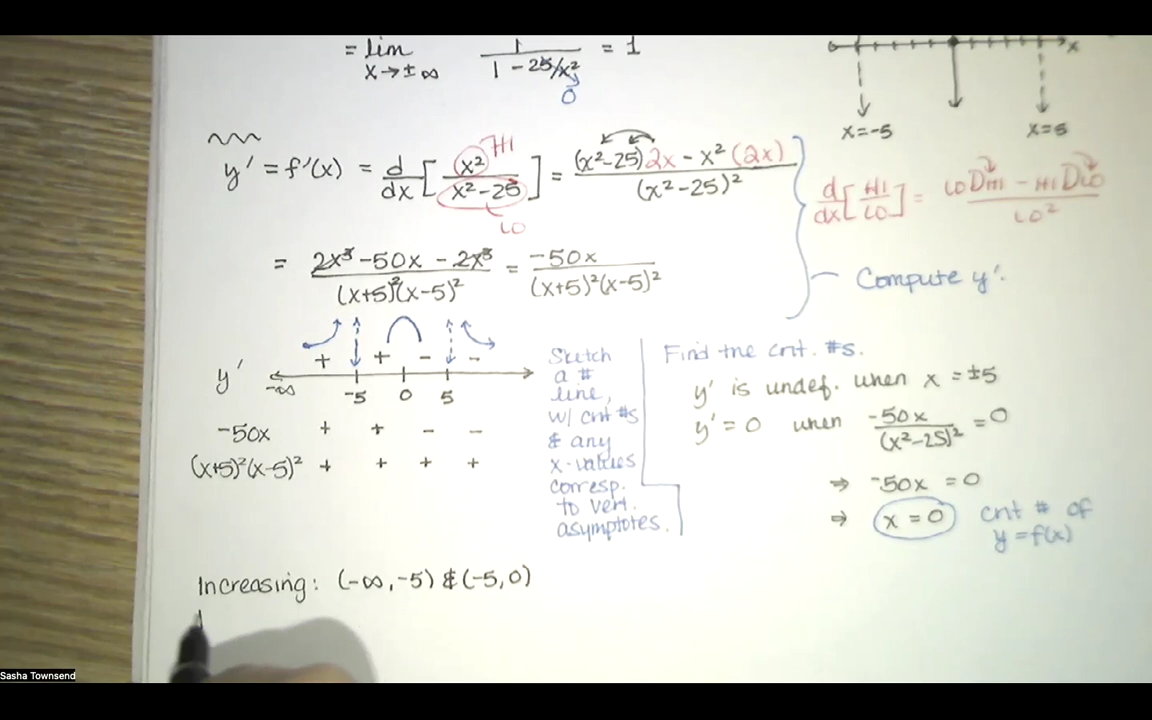 = lim x→±∞ 1/(1 - 25/x²) = 1
0
x
x=-5 x=5
y' = f'(x) = d/dx [x²/(x²-25)] = ((x²-25)2x - x²(2x))/(x²-25)²
HI
LO
d/dx[HI/LO] = (LO DHI - HI DLO)/LO²
= (2x³ - 50x - 2x³)/((x+5)²(x-5)²) = -50x/((x+5)²(x-5)²)
Compute y'.
+ + - -
y'
-∞ -5 0 5
-50x + + - -
(x+5)²(x-5)² + + + +
Sketch
a #
line,
w/ crit #s
& any
x-values
corresp.
to vert.
asymptotes.
Find the crit. #s.
y' is undef. when x = ±5
y' = 0 when -50x/(x²-25)² = 0
⇒ -50x = 0
⇒ x = 0 crit # of
y = f(x)
Increasing: (-∞, -5) & (-5, 0)
Sasha Townsend